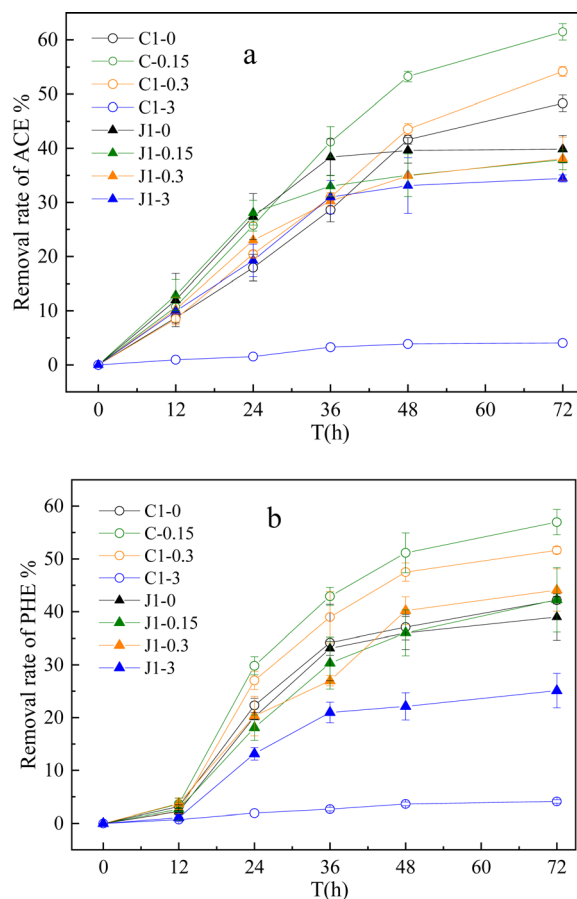 a
C1-0
C-0.15
C1-0.3
C1-3
J1-0
J1-0.15
J1-0.3
J1-3
Removal rate of ACE %
60
50
40
30
20
10
0
0 12 24 36 48 60 72
T(h)
b
C1-0
C-0.15
C1-0.3
C1-3
J1-0
J1-0.15
J1-0.3
J1-3
Removal rate of PHE %
60
50
40
30
20
10
0
0 12 24 36 48 60 72
T(h)